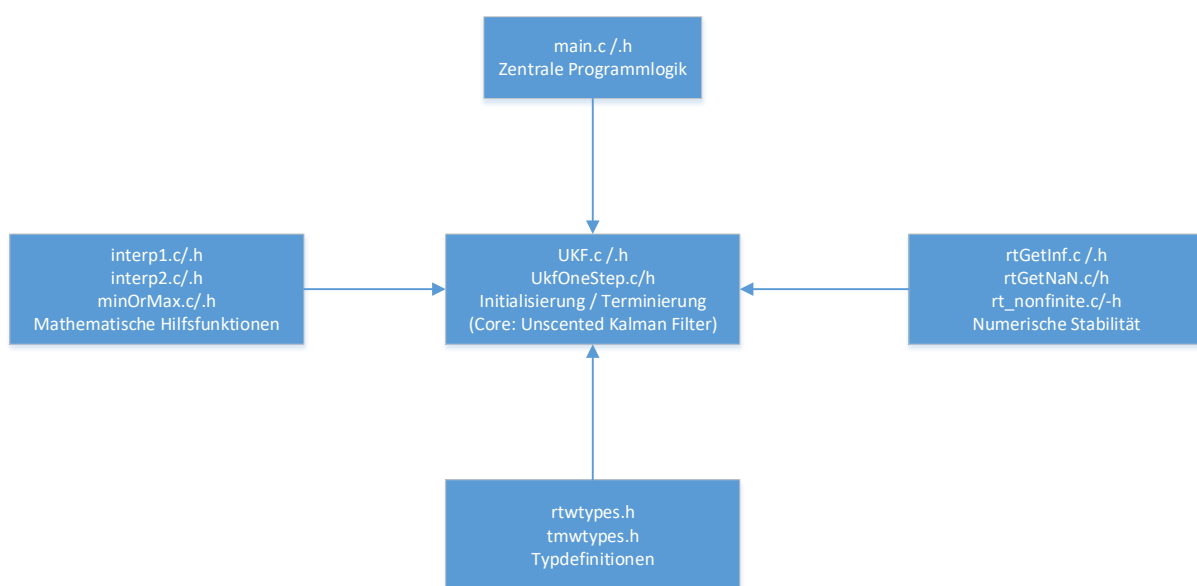 main.c /.h
Zentrale Programmlogik
interp1.c/.h
interp2.c/.h
minOrMax.c/.h
Mathematische Hilfsfunktionen
UKF.c /.h
UkfOneStep.c/h
Initialisierung / Terminierung
(Core: Unscented Kalman Filter)
rtGetInf.c /.h
rtGetNaN.c/h
rt_nonfinite.c/-h
Numerische Stabilität
rtwtypes.h
tmwtypes.h
Typdefinitionen